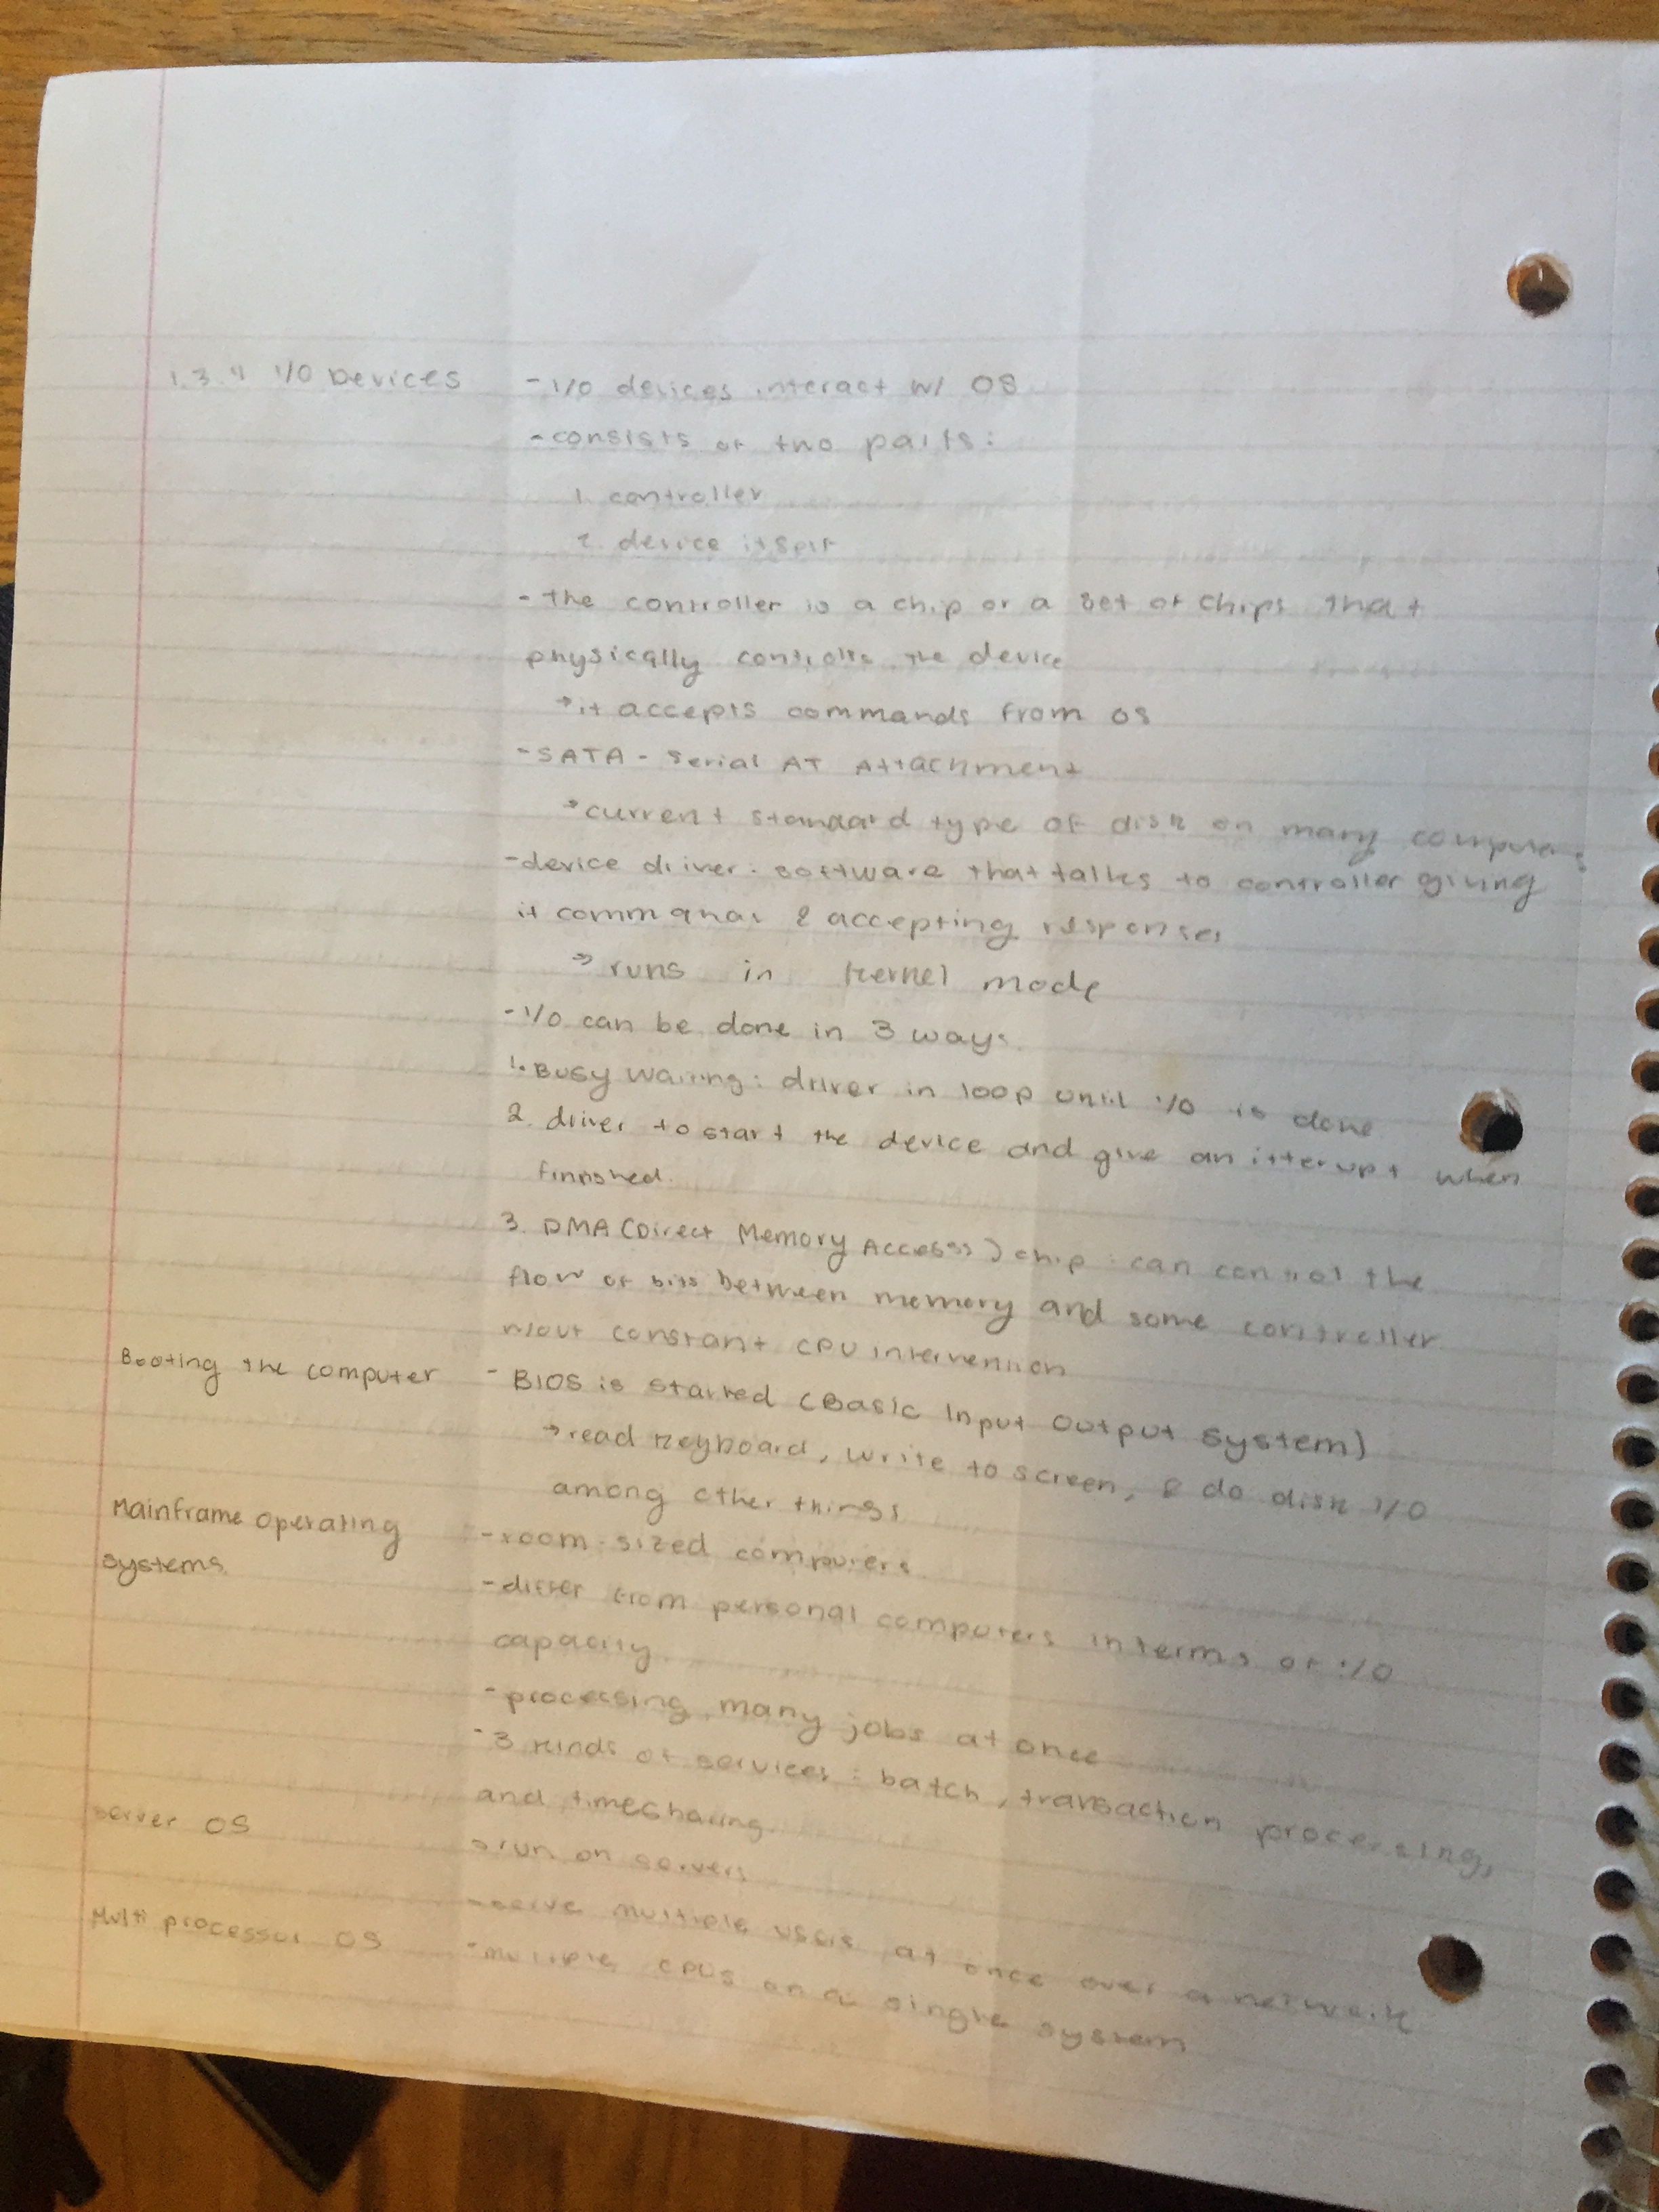 1.3.4 I/O Devices - I/O devices interact w/ OS
- consists of two parts:
1. controller
2. device itself
- the controller is a chip or a set of chips that
physically controlls the device
→ it accepts commands from OS
- SATA - Serial AT Attachment
→ current standard type of disk on many computers
- device driver: software that talks to controller giving
it commands & accepting responses
→ runs in kernel mode
- I/O can be done in 3 ways:
1. Busy waiting: driver in loop until I/O is done
2. driver to start the device and give an itterupt when
finished.
3. DMA (Direct Memory Access) chip: can control the
flow of bits between memory and some controller
w/out constant CPU intervention
Booting the computer - BIOS is started (Basic Input Output System)
→ read keyboard, write to screen, & do disk I/O
among other things
Mainframe operating - room-sized computers
systems - differ from personal computers in terms of I/O
capacity
- processing many jobs at once
- 3 kinds of services: batch, transaction processing,
and timesharing.
Server OS - run on servers
- serve multiple users at once over a network
Multiprocessor OS - multiple CPUs on a single system